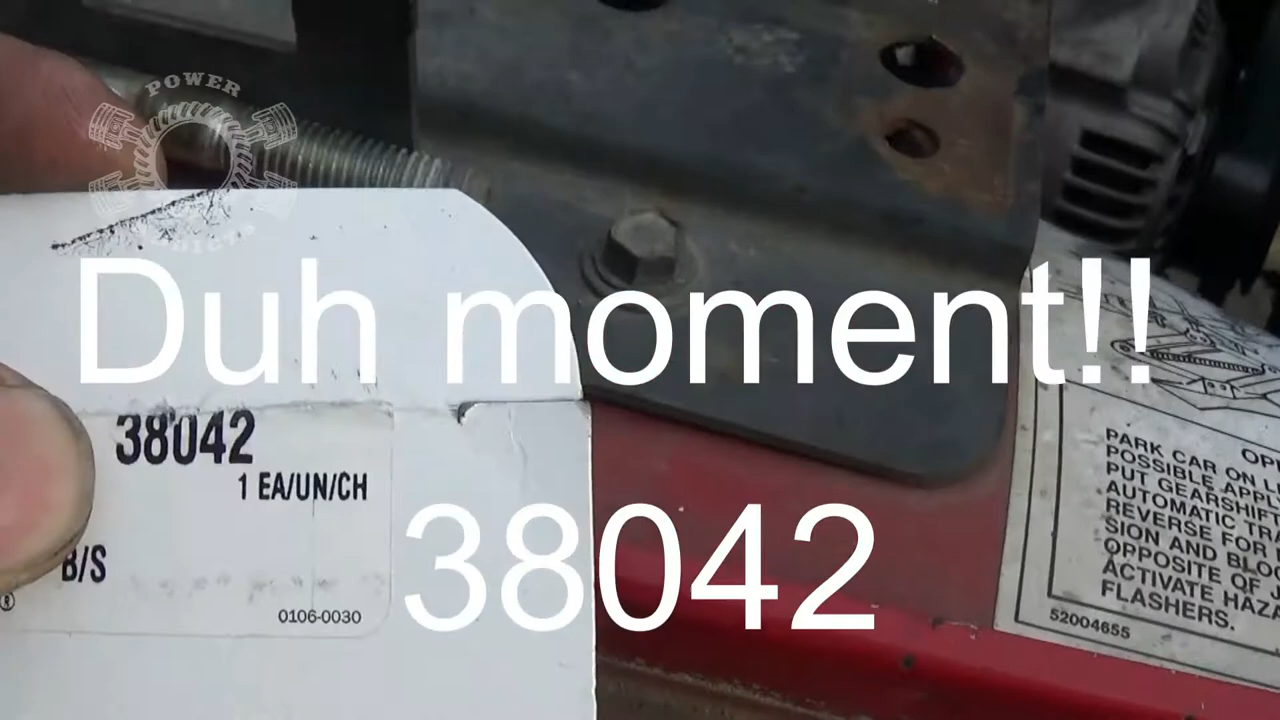 POWER
Duh moment!!
38042
1 EA/UN/CH
B/S
®
0106-0030
38042
PARK CAR ON
POSSIBLE APPL
PUT GEARSHIFT
AUTOMATIC TRA
REVERSE FOR
SION AND BLOC
OPPOSITE OF J
ACTIVATE HAZA
FLASHERS.
52004655